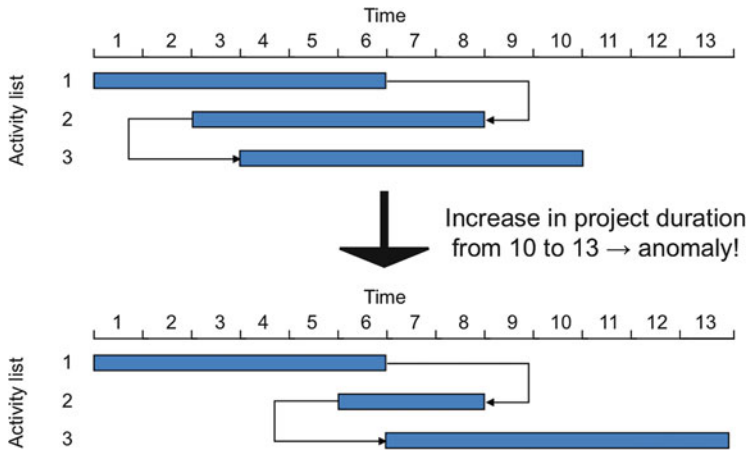 Time
1 2 3 4 5 6 7 8 9 10 11 12 13
Activity list
1
2
3
Increase in project duration
from 10 to 13 → anomaly!
Time
1 2 3 4 5 6 7 8 9 10 11 12 13
Activity list
1
2
3